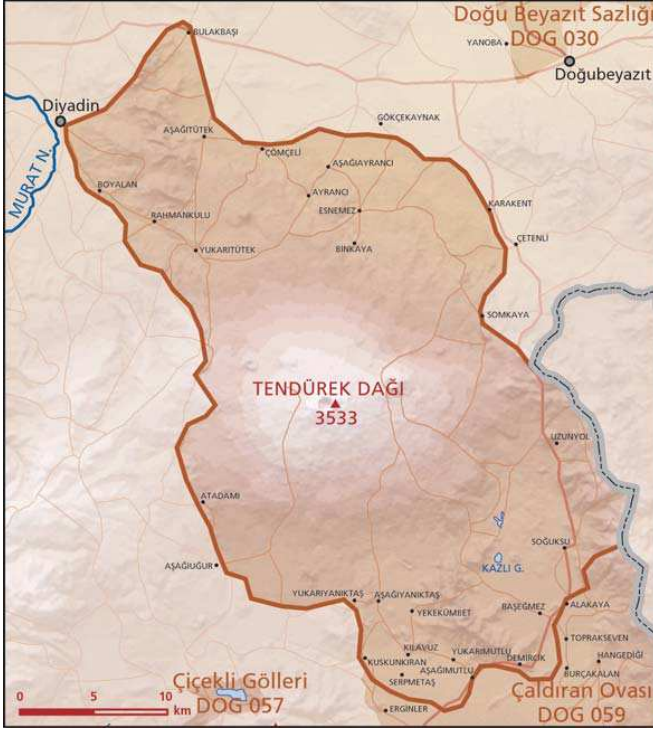 Doğu Beyazıt Sazlığı
DOG 030
BULAKBAŞI
YANOBA
Doğubeyazıt
Diyadin
GÖKÇEKAYNAK
AŞAĞITÜTEK
ÇÖMÇELİ
AŞAĞIAYRANCI
MURAT N.
BOYALAN
AYRANCI
ESNEMEZ
KARAKENT
RAHMANKULU
ÇETENLİ
YUKARITÜTEK
BINKAYA
SOMKAYA
TENDÜREK DAĞI
3533
UZUNYOL
ATADAMI
SOĞUKSU
AŞAĞIUĞUR
KAZLI G.
YUKARIYANIKTAŞ
AŞAĞIYANIKTAŞ
YEKEKÜMJET
BAŞEĞMEZ
ALAKAYA
TOPRAKSEVEN
KUSKUNKIRAN
KILAVUZ
YUKARIMUTLU
DEMİRCİK
HANGEDİĞİ
SERPMETAŞ
AŞAĞIMUTLU
BURÇAKALAN
Çiçekli Gölleri
DOG 057
Çaldıran Ovası
DOG 059
ERGİNLER
0 5 10
km